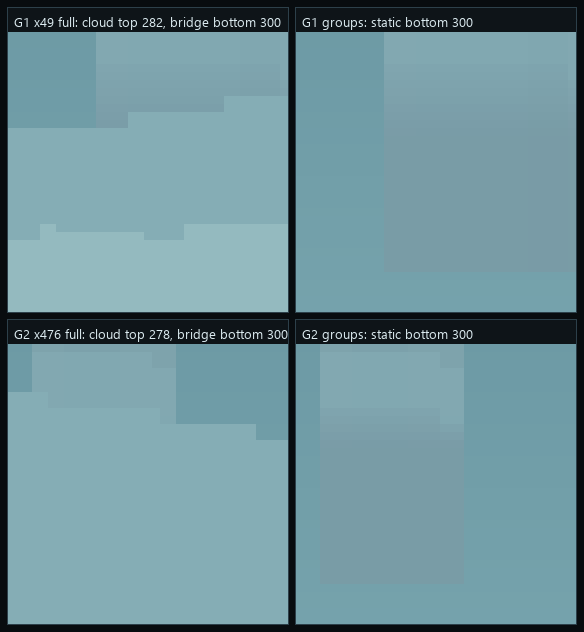 G1 x49 full: cloud top 282, bridge bottom 300
G1 groups: static bottom 300
G2 x476 full: cloud top 278, bridge bottom 300
G2 groups: static bottom 300